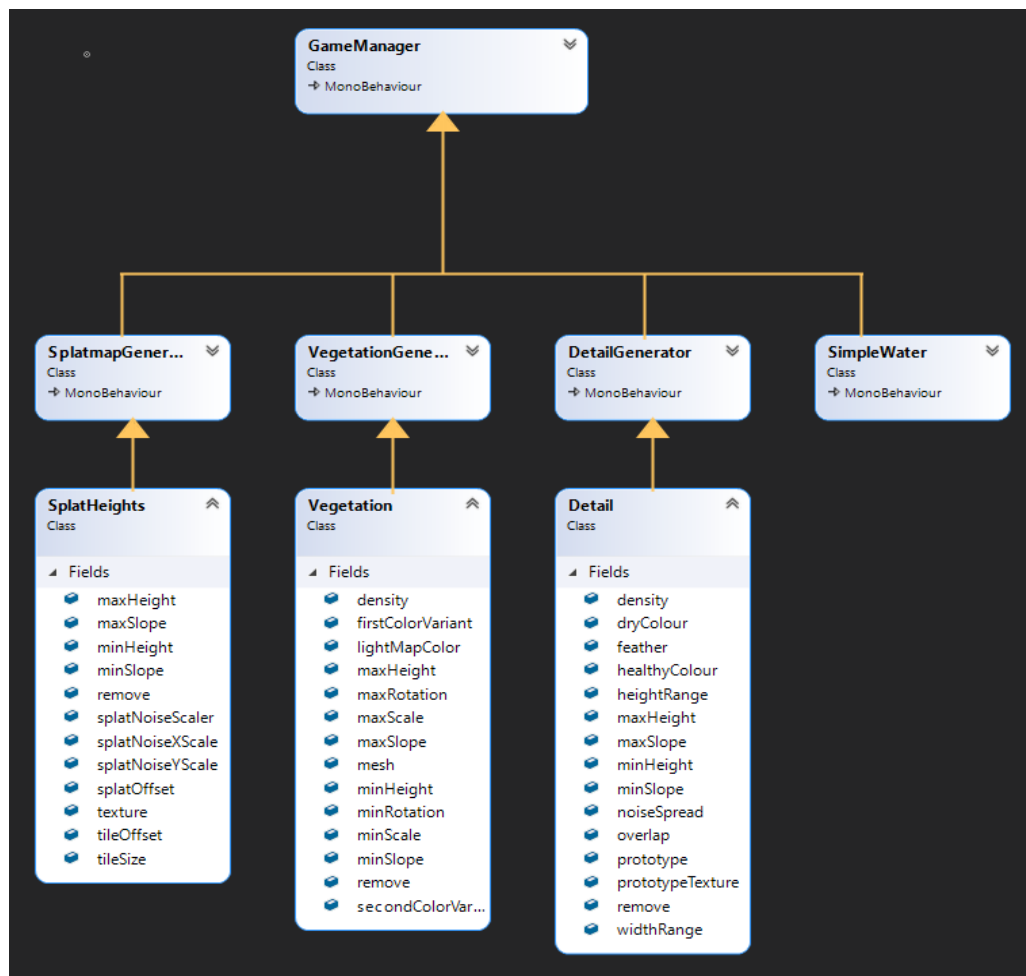 GameManager
Class
MonoBehaviour
SplatmapGener...
Class
MonoBehaviour
VegetationGene...
Class
MonoBehaviour
DetailGenerator
Class
MonoBehaviour
SimpleWater
Class
MonoBehaviour
SplatHeights
Class
Fields
maxHeight
maxSlope
minHeight
minSlope
remove
splatNoiseScaler
splatNoiseXScale
splatNoiseYScale
splatOffset
texture
tileOffset
tileSize
Vegetation
Class
Fields
density
firstColorVariant
lightMapColor
maxHeight
maxRotation
maxScale
maxSlope
mesh
minHeight
minRotation
minScale
minSlope
remove
secondColorVar...
Detail
Class
Fields
density
dryColour
feather
healthyColour
heightRange
maxHeight
maxSlope
minHeight
minSlope
noiseSpread
overlap
prototype
prototypeTexture
remove
widthRange